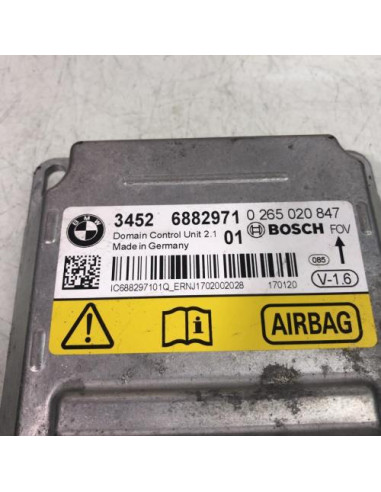 BMW
3452 6882971 0 265 020 847
Domain Control Unit 2.1 01 BOSCH FOV
Made in Germany
085
V-1.6
IC688297101Q_ERNJ1702002028 170120
AIRBAG